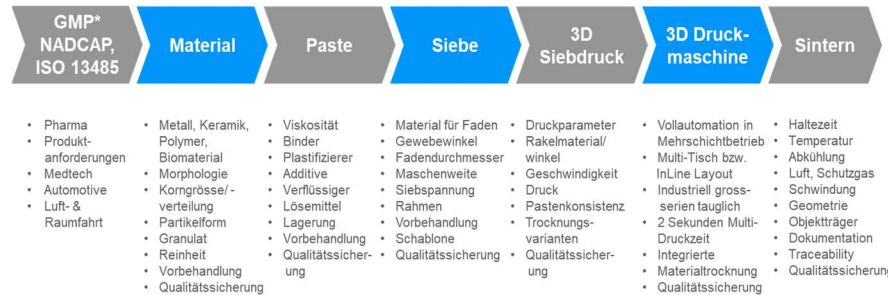 GMP*
NADCAP,
ISO 13485
Material
Paste
Siebe
3D
Siebdruck
3D Druck-
maschine
Sintern
• Pharma
• Produkt-
anforderungen
• Medtech
• Automotive
• Luft- &
Raumfahrt
• Metall, Keramik,
Polymer,
Biomaterial
• Morphologie
• Korngrösse/ -
verteilung
• Partikelform
• Granulat
• Reinheit
• Vorbehandlung
• Qualitätssicherung
• Viskosität
• Binder
• Plastifizierer
• Additive
• Verflüssiger
• Lösemittel
• Lagerung
• Vorbehandlung
• Qualitätssicher-
ung
• Material für Faden
• Gewebewinkel
• Fadendurchmesser
• Maschenweite
• Siebspannung
• Rahmen
• Vorbehandlung
• Schablone
• Qualitätssicherung
• Druckparameter
• Rakelmaterial/
winkel
• Geschwindigkeit
• Druck
• Pastenkonsistenz
• Trocknungs-
varianten
• Qualitätssicher-
ung
• Vollautomation in
Mehrschichtbetrieb
• Multi-Tisch bzw.
InLine Layout
• Industriell gross-
serien tauglich
• 2 Sekunden Multi-
Druckzeit
• Integrierte
• Materialtrocknung
• Qualitätssicherung
• Haltezeit
• Temperatur
• Abkühlung
• Luft, Schutzgas
• Schwindung
• Geometrie
• Objektträger
• Dokumentation
• Traceability
• Qualitätssicherung